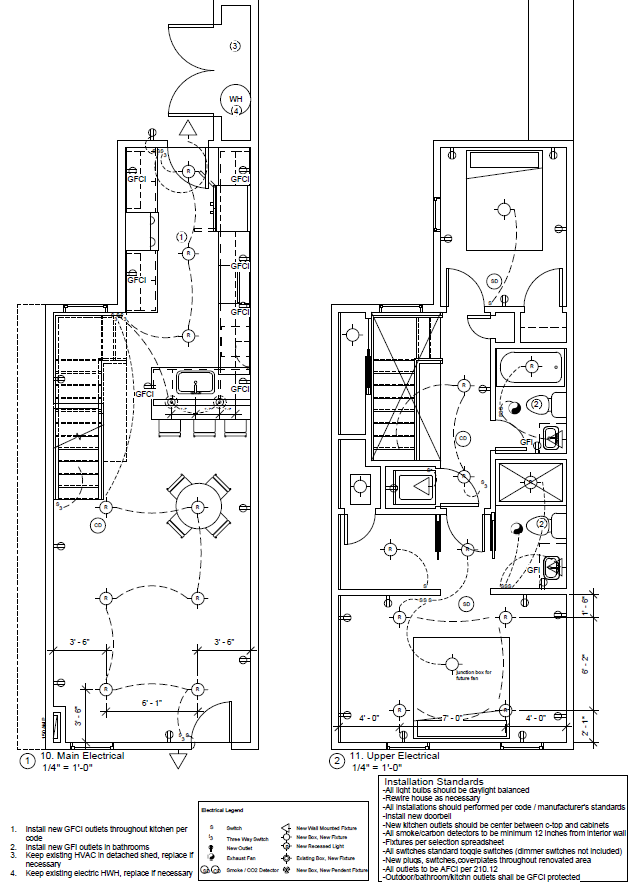 3
WH
4
S S
3
R
GFCI
GFCI
1
R
GFCI
GFCI
GFCI
R
GFCI
GFCI
S
3
R
R
CD
R
R
3' - 6"
3' - 6"
R
R
6' - 1"
3' - 6"
S S
1
10. Main Electrical
1/4" = 1'-0"
SD
S
R
R
2
CD
GFI
R
S
3
R
2
R
R
GFI
S
S S S
SD
R
R
1' - 6"
6' - 2"
junction box for
future fan
R
R
4' - 0"
7' - 0"
4' - 0"
2' - 1"
2
11. Upper Electrical
1/4" = 1'-0"
1. Install new GFCI outlets throughout kitchen per
code
2. Install new GFI outlets in bathrooms
3. Keep existing HVAC in detached shed, replace if
necessary
4. Keep existing electric HWH, replace if necessary
Electrical Legend
S Switch
S3 Three Way Switch
New Outlet
Exhaust Fan
SD CD Smoke / CO2 Detector
New Wall Mounted Fixture
New Box, New Fixture
R New Recessed Light
Existing Box, New Fixture
New Box, New Pendent Fixture
Installation Standards
-All light bulbs should be daylight balanced
-Rewire house as necessary
-All installations should performed per code / manufacturer's standards
-Install new doorbell
-New kitchen outlets should be center between c-top and cabinets
-All smoke/carbon detectors to be minimum 12 inches from interior wall
-Fixtures per selection spreadsheet
-All switches standard toggle switches (dimmer switches not included)
-New plugs, switches,coverplates throughout renovated area
-All outlets to be AFCI per 210.12
-Outdoor/bathroom/kitchn outlets shall be GFCI protected